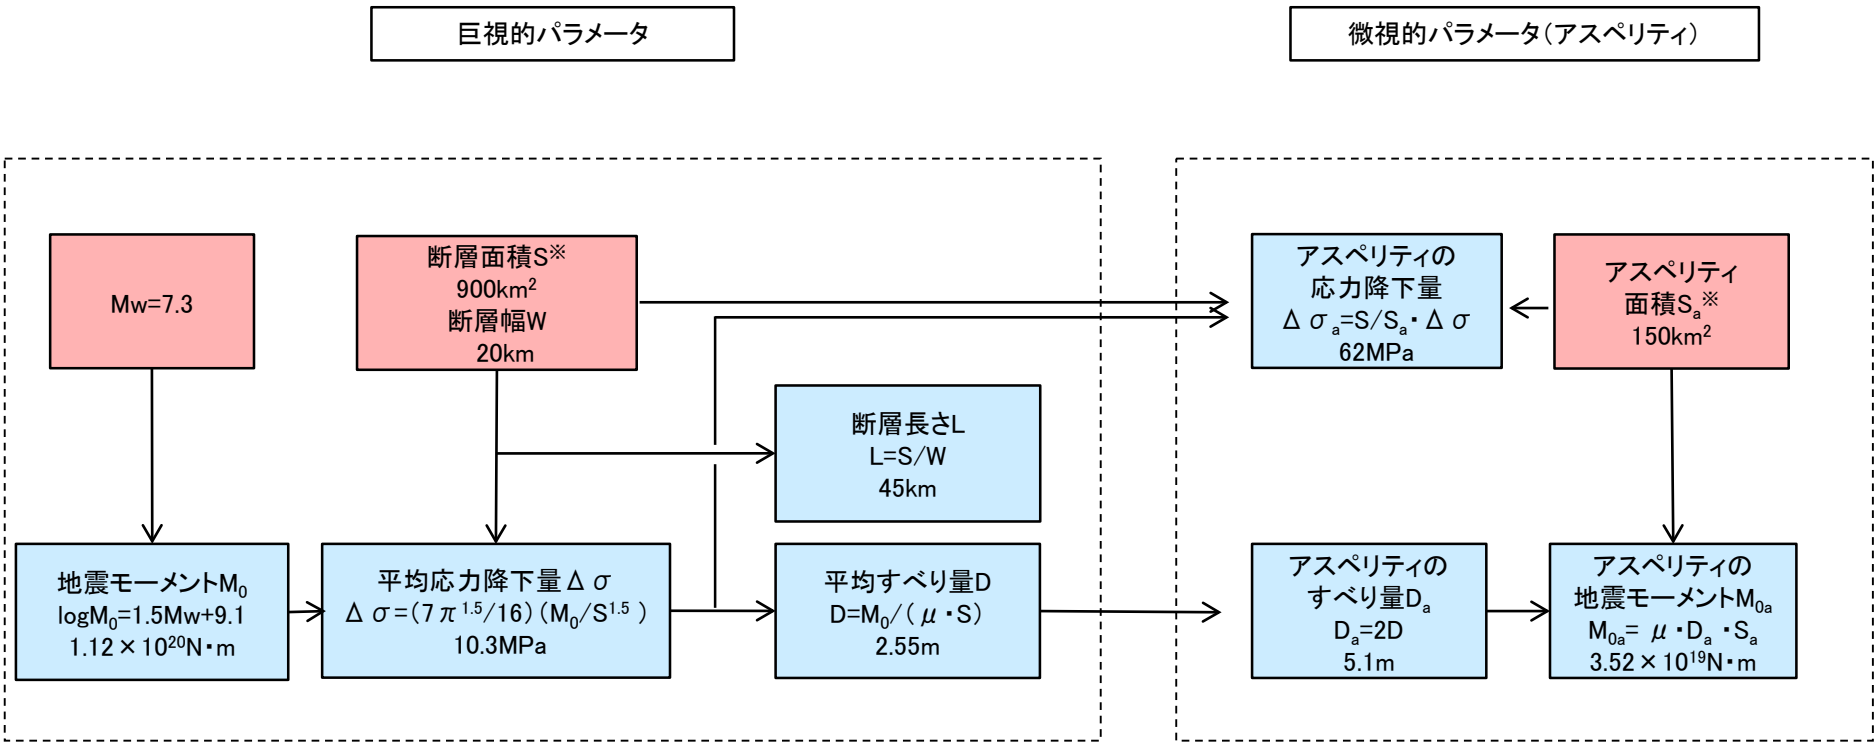 巨視的パラメータ
微視的パラメータ(アスペリティ)
Mw=7.3
断層面積S※
900km²
断層幅W
20km
アスペリティの
応力降下量
Δσₐ=S/Sₐ・Δσ
62MPa
アスペリティ
面積Sₐ※
150km²
断層長さL
L=S/W
45km
地震モーメントM₀
logM₀=1.5Mw+9.1
1.12×10²⁰N・m
平均応力降下量Δσ
Δσ=(7π^1.5/16)(M₀/S^1.5)
10.3MPa
平均すべり量D
D=M₀/(μ・S)
2.55m
アスペリティの
すべり量Dₐ
Dₐ=2D
5.1m
アスペリティの
地震モーメントM₀ₐ
M₀ₐ=μ・Dₐ・Sₐ
3.52×10¹⁹N・m